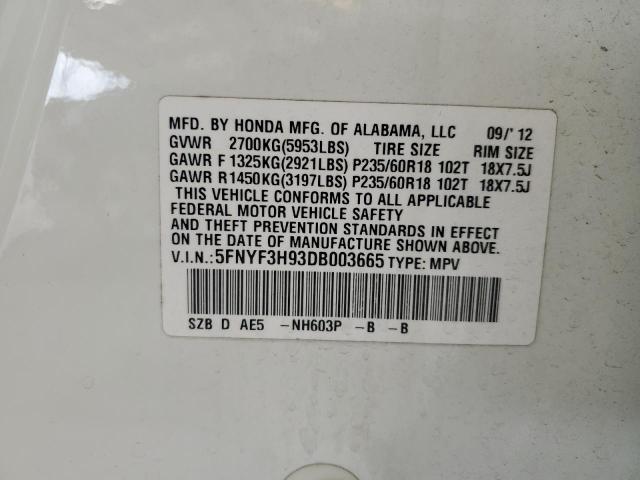 MFD. BY HONDA MFG. OF ALABAMA, LLC 09/'12
GVWR 2700KG(5953LBS) TIRE SIZE RIM SIZE
GAWR F 1325KG(2921LBS) P235/60R18 102T 18X7.5J
GAWR R1450KG(3197LBS) P235/60R18 102T 18X7.5J
THIS VEHICLE CONFORMS TO ALL APPLICABLE
FEDERAL MOTOR VEHICLE SAFETY
AND THEFT PREVENTION STANDARDS IN EFFECT
ON THE DATE OF MANUFACTURE SHOWN ABOVE.
V.I.N.: 5FNYF3H93DB003665 TYPE: MPV
SZB D AE5 -NH603P -B -B